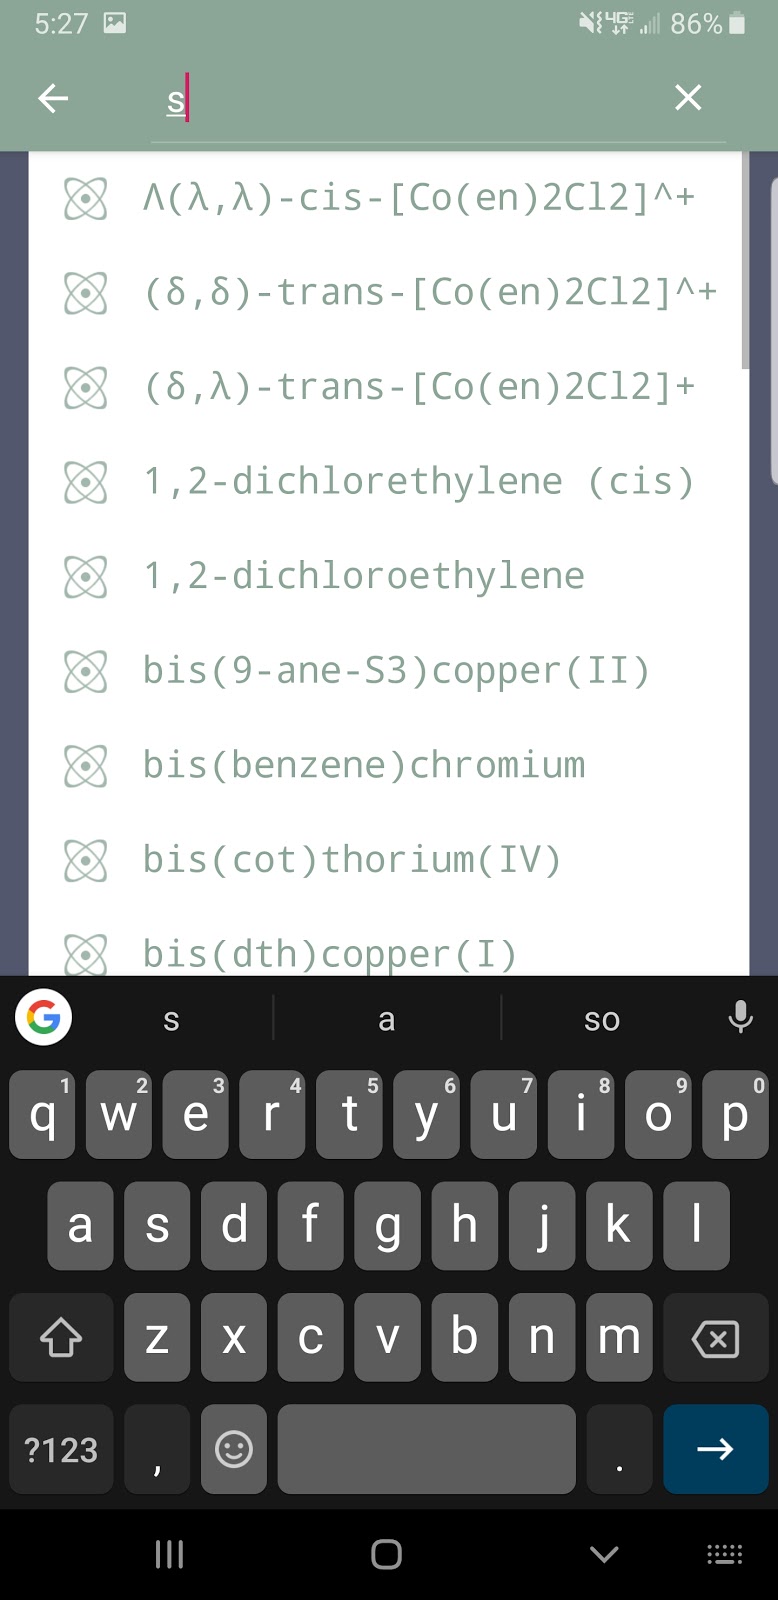 5:27 4G 86%
s
Λ(λ,λ)-cis-[Co(en)2Cl2]^+
(δ,δ)-trans-[Co(en)2Cl2]^+
(δ,λ)-trans-[Co(en)2Cl2]+
1,2-dichlorethylene (cis)
1,2-dichloroethylene
bis(9-ane-S3)copper(II)
bis(benzene)chromium
bis(cot)thorium(IV)
bis(dth)copper(I)
G s a so
1 2 3 4 5 6 7 8 9 0
q w e r t y u i o p
a s d f g h j k l
z x c v b n m
?123 , .